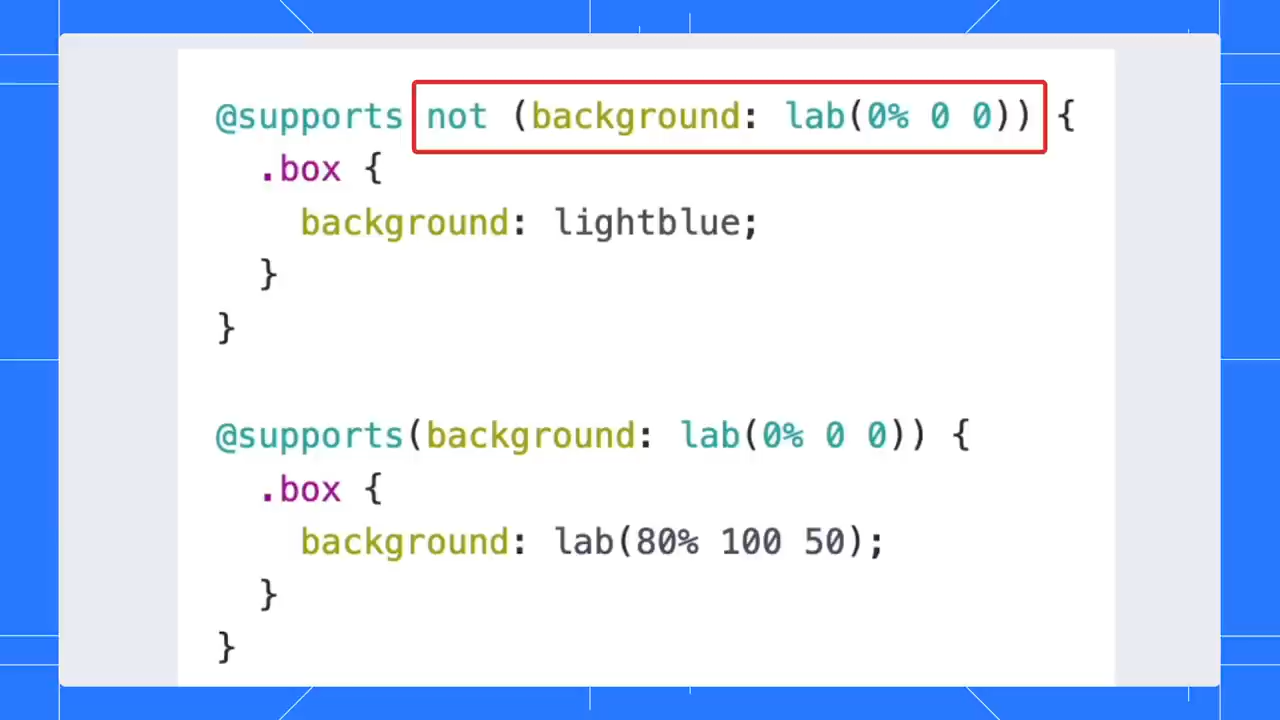 @supports not (background: lab(0% 0 0)) {
  .box {
    background: lightblue;
  }
}

@supports(background: lab(0% 0 0)) {
  .box {
    background: lab(80% 100 50);
  }
}